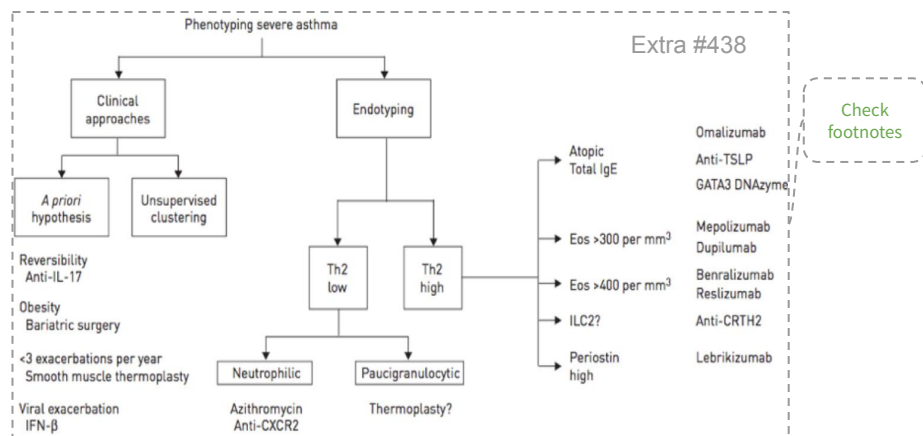 Phenotyping severe asthma
Extra #438
Check
footnotes
Clinical
approaches
Endotyping
A priori
hypothesis
Unsupervised
clustering
Reversibility
Anti-IL-17
Obesity
Bariatric surgery
<3 exacerbations per year
Smooth muscle thermoplasty
Viral exacerbation
IFN-β
Th2
low
Th2
high
Neutrophilic
Paucigranulocytic
Azithromycin
Anti-CXCR2
Thermoplasty?
Atopic
Total IgE
Omalizumab
Anti-TSLP
GATA3 DNAzyme
Eos >300 per mm³
Mepolizumab
Dupilumab
Eos >400 per mm³
Benralizumab
Reslizumab
ILC2?
Anti-CRTH2
Periostin
high
Lebrikizumab